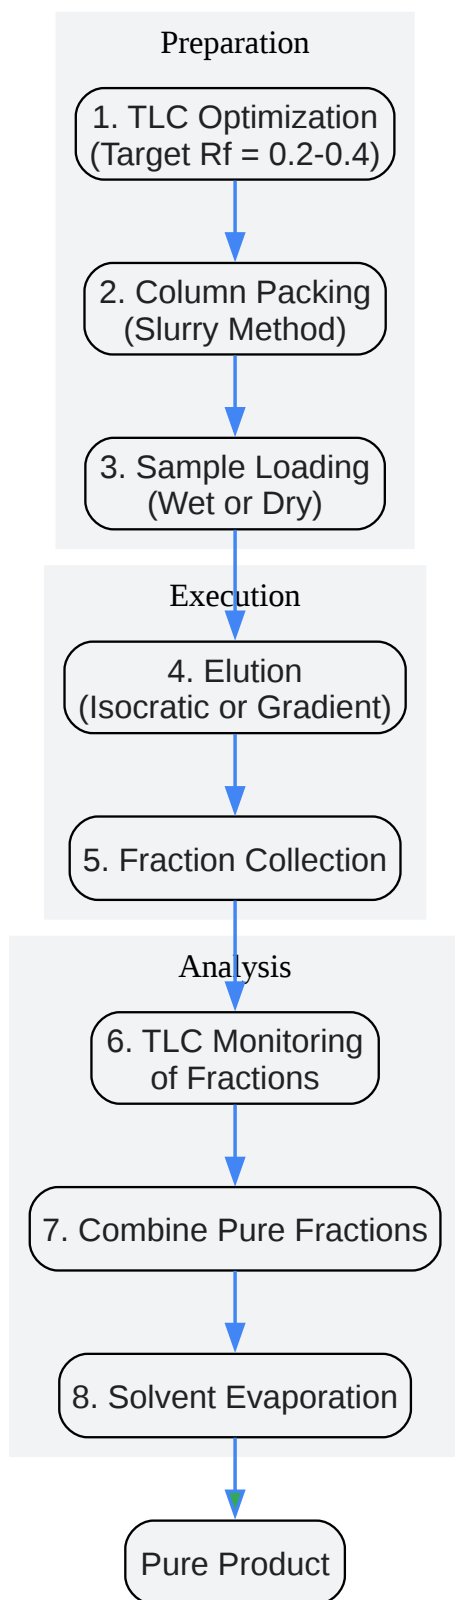 Preparation
1. TLC Optimization
(Target Rf = 0.2-0.4)
2. Column Packing
(Slurry Method)
3. Sample Loading
(Wet or Dry)
Execution
4. Elution
(Isocratic or Gradient)
5. Fraction Collection
Analysis
6. TLC Monitoring
of Fractions
7. Combine Pure Fractions
8. Solvent Evaporation
Pure Product